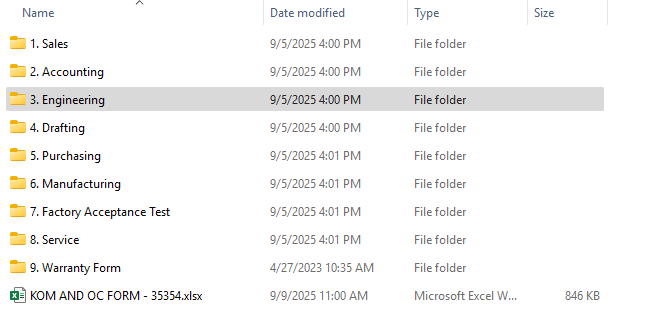 Name Date modified Type Size
1. Sales 9/5/2025 4:00 PM File folder
2. Accounting 9/5/2025 4:00 PM File folder
3. Engineering 9/5/2025 4:00 PM File folder
4. Drafting 9/5/2025 4:00 PM File folder
5. Purchasing 9/5/2025 4:01 PM File folder
6. Manufacturing 9/5/2025 4:01 PM File folder
7. Factory Acceptance Test 9/5/2025 4:01 PM File folder
8. Service 9/5/2025 4:01 PM File folder
9. Warranty Form 4/27/2023 10:35 AM File folder
KOM AND OC FORM - 35354.xlsx 9/9/2025 11:00 AM Microsoft Excel W... 846 KB